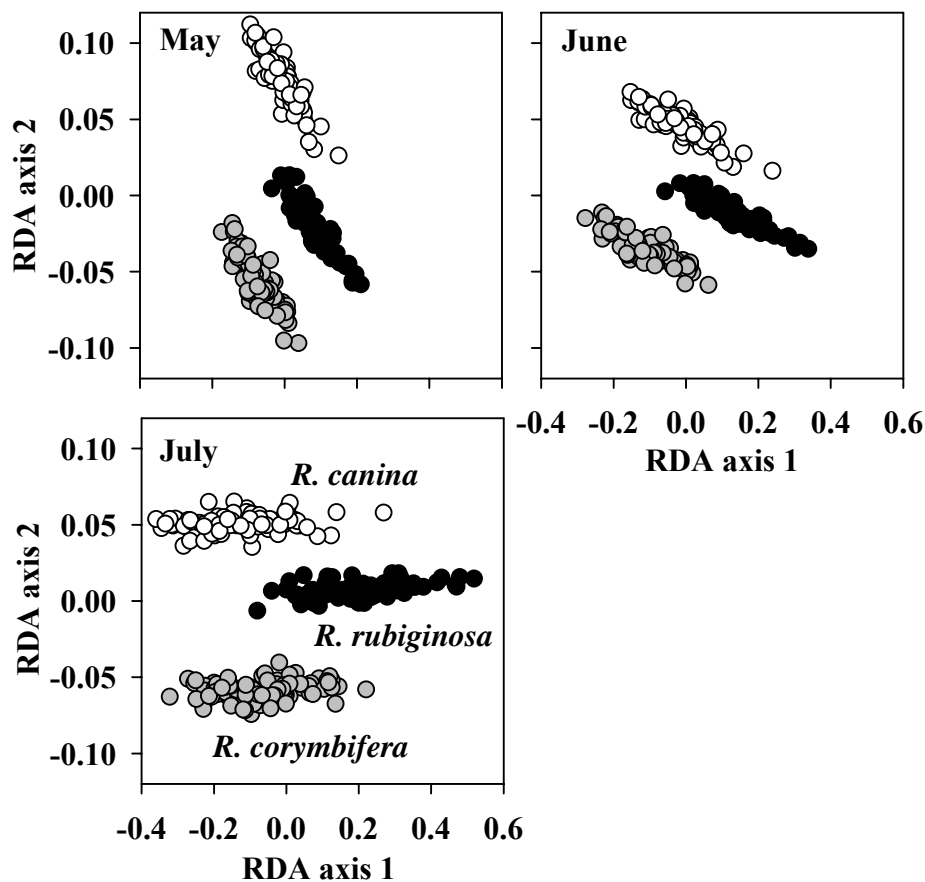 May
0.10
0.05
0.00
-0.05
-0.10
RDA axis 2
June
-0.4 -0.2 0.0 0.2 0.4 0.6
RDA axis 1
July
R. canina
R. rubiginosa
R. corymbifera
0.10
0.05
0.00
-0.05
-0.10
RDA axis 2
-0.4 -0.2 0.0 0.2 0.4 0.6
RDA axis 1